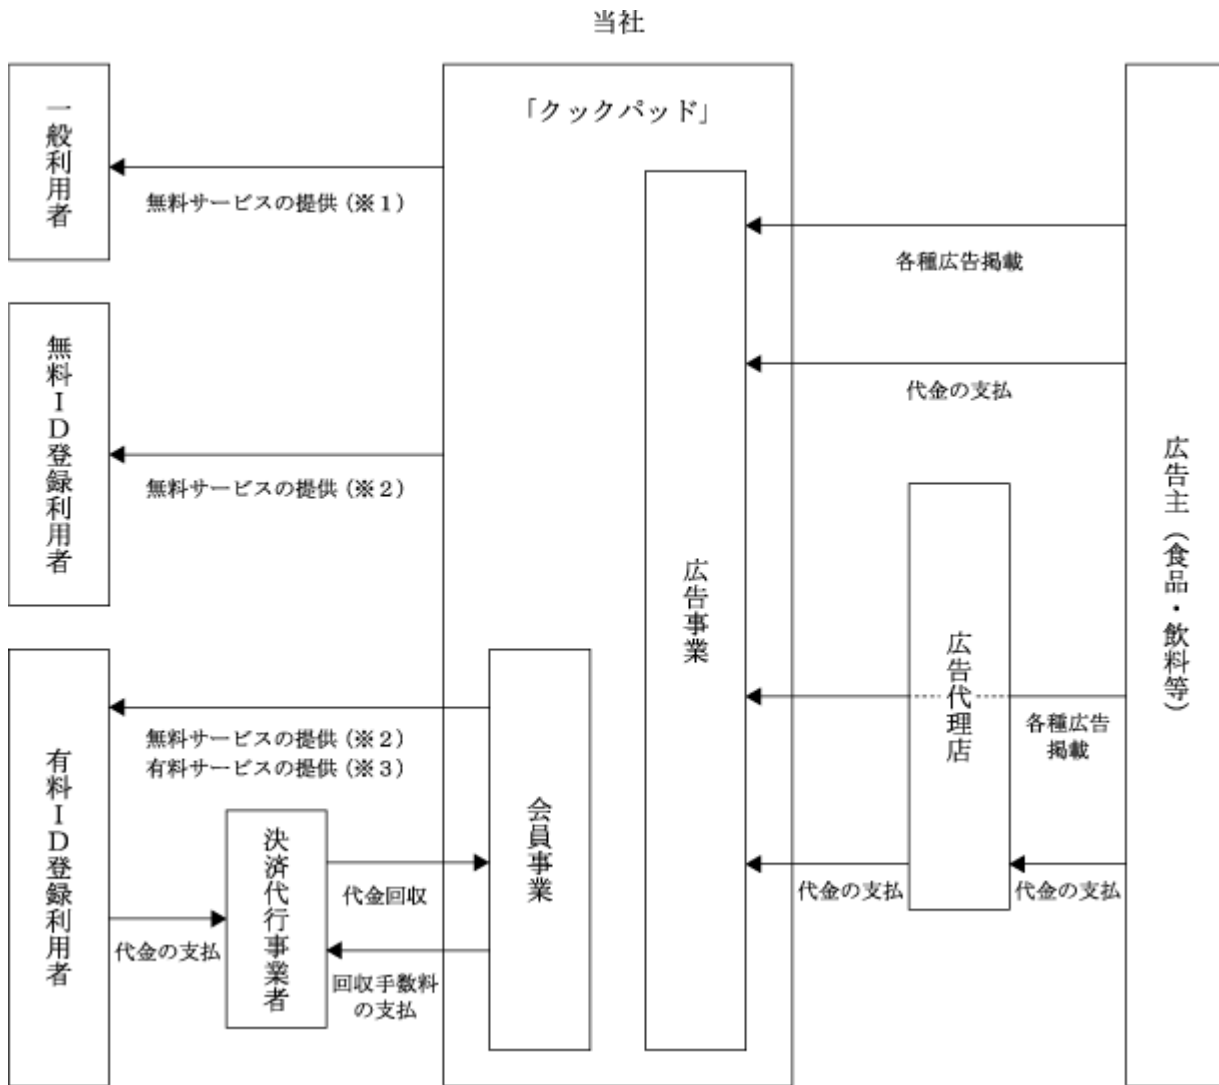 当社
「クックパッド」
一般利用者
無料サービスの提供(※1)
各種広告掲載
代金の支払
無料ID登録利用者
無料サービスの提供(※2)
広告事業
広告代理店
広告主(食品・飲料等)
各種広告
掲載
有料ID登録利用者
無料サービスの提供(※2)
有料サービスの提供(※3)
決済代行事業者
会員事業
代金回収
代金の支払
回収手数料
の支払
代金の支払
代金の支払